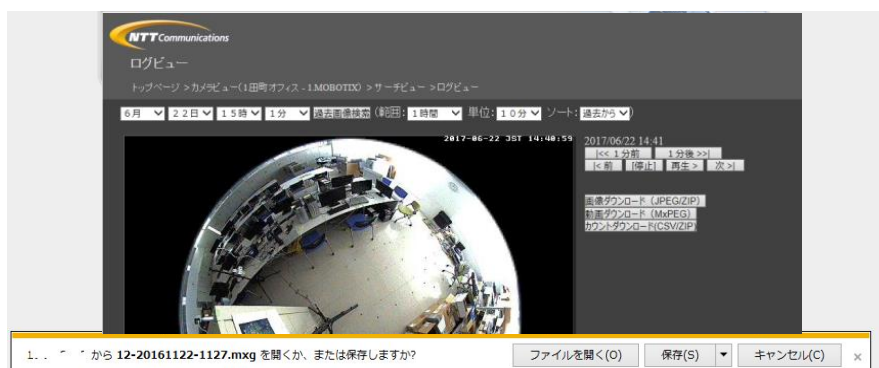 NTT Communications
ログビュー
トップページ >カメラビュー(1田町オフィス - 1.MOBOTIX) >サーチビュー >ログビュー
6月 22日 15時 1分 過去画像検索 (範囲: 1時間 単位: 10分 ソート: 過去から)
2017-06-22 JST 14:40:59
2017/06/22 14:41
|<< 1分前 1分後 >>|
|< 前 [停止] 再生 > 次 >|
画像ダウンロード (JPEG/ZIP)
動画ダウンロード (MxPEG)
カウントダウンロード(CSV/ZIP)
から 12-20161122-1127.mxg を開くか、または保存しますか?
ファイルを開く(O) 保存(S) ▼ キャンセル(C) ×